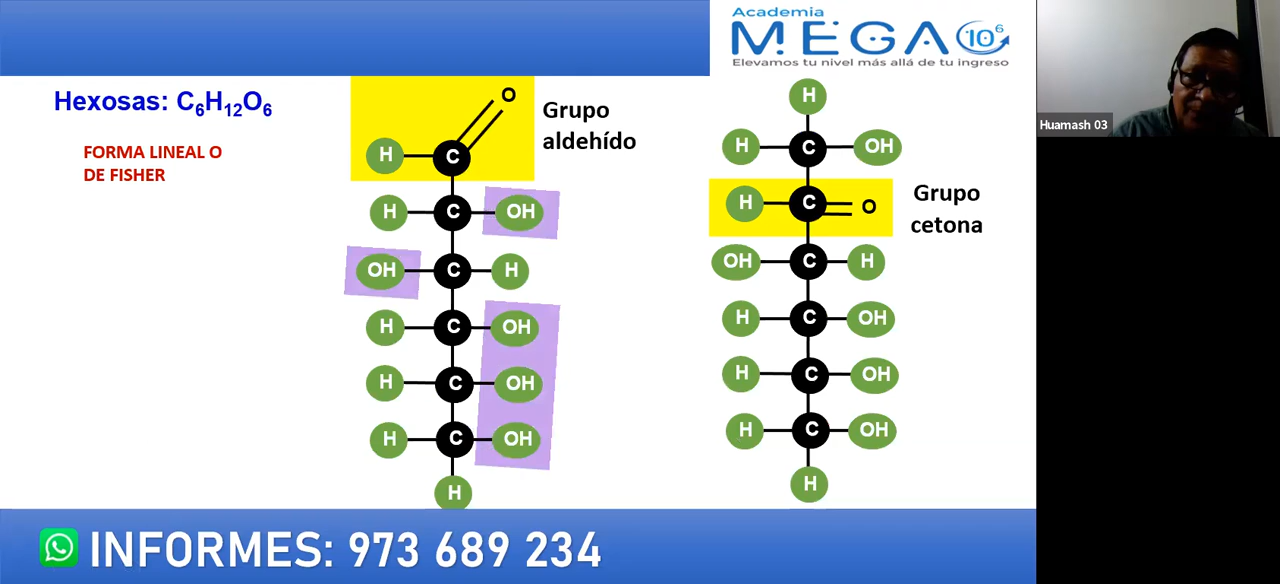 Academia
MEGA 10⁶
Elevamos tu nivel más allá de tu ingreso
Huamash 03
Hexosas: C₆H₁₂O₆
FORMA LINEAL O
DE FISHER
O
H C
Grupo
aldehído
H C OH
OH C H
H C OH
H C OH
H C OH
H
H
H C OH
H C O
Grupo
cetona
OH C H
H C OH
H C OH
H C OH
H
INFORMES: 973 689 234